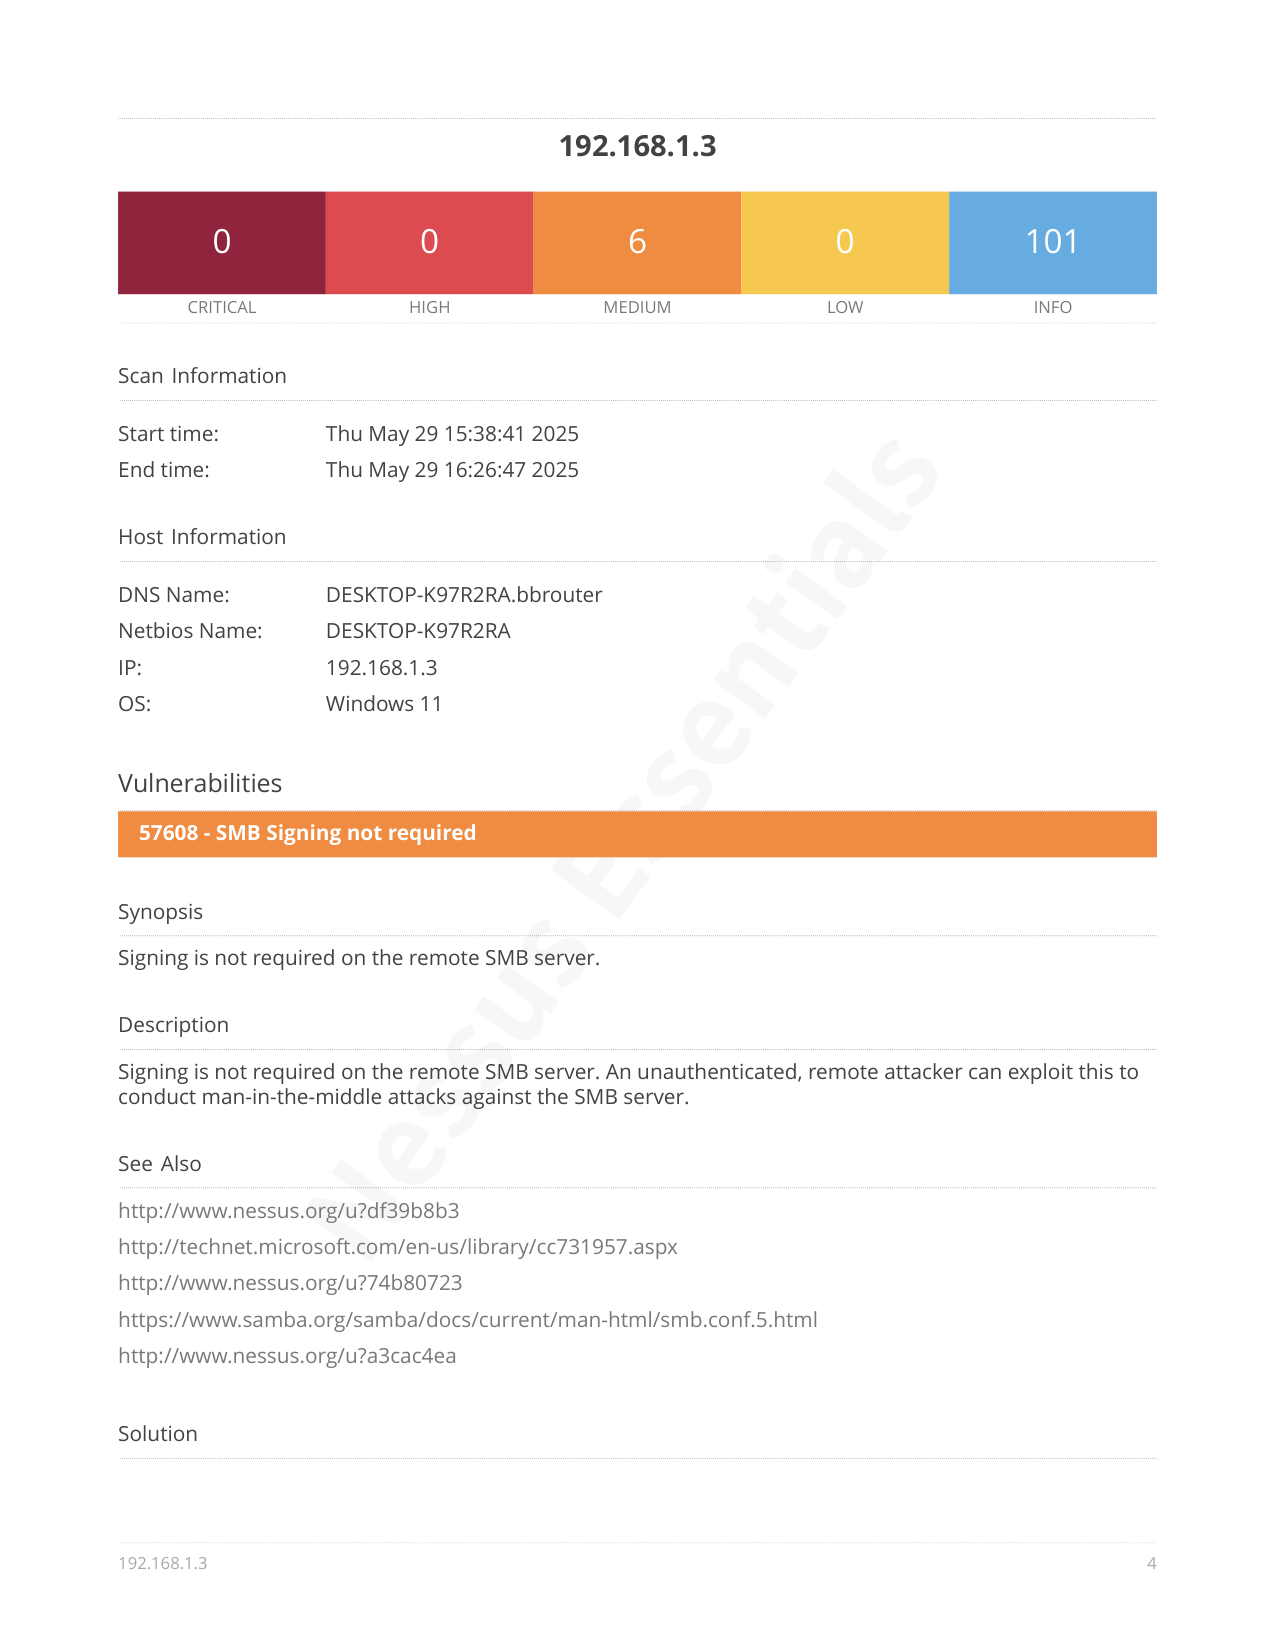 192.168.1.3
0 0 6 0 101
CRITICAL HIGH MEDIUM LOW INFO
Scan Information
Start time: Thu May 29 15:38:41 2025
End time: Thu May 29 16:26:47 2025
Host Information
DNS Name: DESKTOP-K97R2RA.bbrouter
Netbios Name: DESKTOP-K97R2RA
IP: 192.168.1.3
OS: Windows 11
Vulnerabilities
57608 - SMB Signing not required
Synopsis
Signing is not required on the remote SMB server.
Description
Signing is not required on the remote SMB server. An unauthenticated, remote attacker can exploit this to
conduct man-in-the-middle attacks against the SMB server.
See Also
http://www.nessus.org/u?df39b8b3
http://technet.microsoft.com/en-us/library/cc731957.aspx
http://www.nessus.org/u?74b80723
https://www.samba.org/samba/docs/current/man-html/smb.conf.5.html
http://www.nessus.org/u?a3cac4ea
Solution
192.168.1.3 4
Nessus Essentials